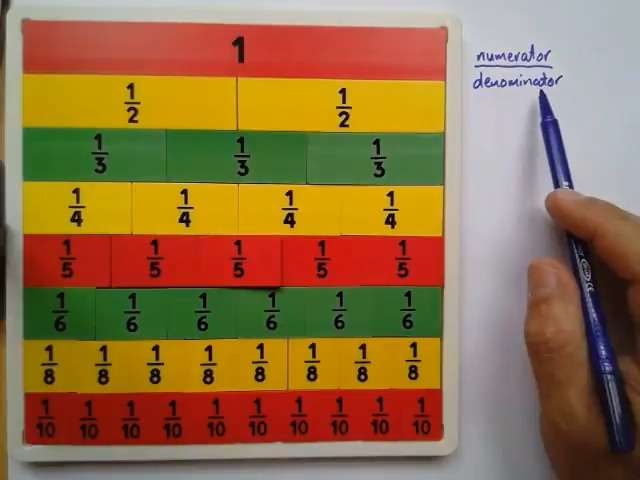 1
1/2 1/2
1/3 1/3 1/3
1/4 1/4 1/4 1/4
1/5 1/5 1/5 1/5 1/5
1/6 1/6 1/6 1/6 1/6 1/6
1/8 1/8 1/8 1/8 1/8 1/8 1/8 1/8
1/10 1/10 1/10 1/10 1/10 1/10 1/10 1/10 1/10 1/10
numerator
denominator